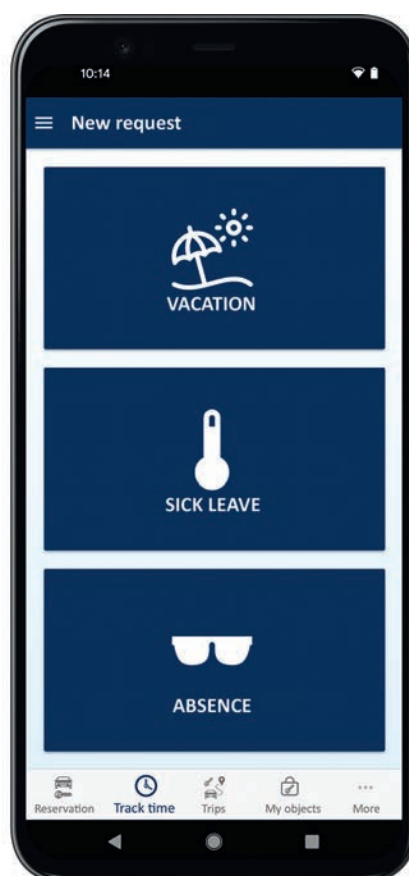 10:14
New request
VACATION
SICK LEAVE
ABSENCE
Reservation Track time Trips My objects More